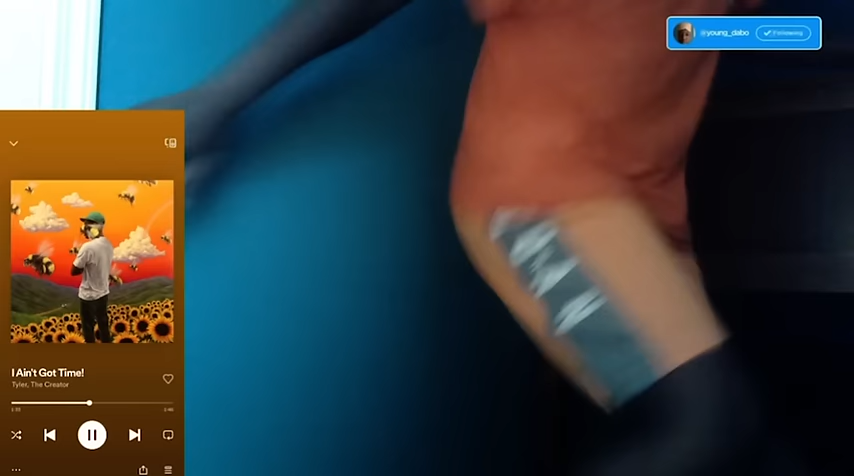 @young_dabo
Following
I Ain't Got Time!
Tyler, The Creator